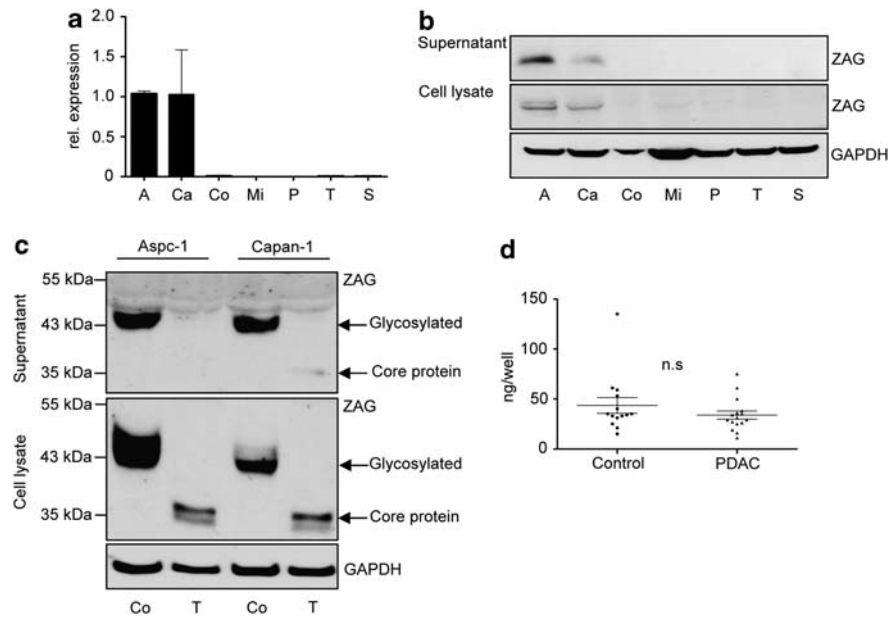 a
2.0
1.5
1.0
0.5
0
rel. expression
A Ca Co Mi P T S
b
Supernatant
ZAG
Cell lysate
ZAG
GAPDH
A Ca Co Mi P T S
c
Aspc-1 Capan-1
Supernatant
55 kDa
43 kDa
35 kDa
ZAG
Glycosylated
Core protein
Cell lysate
55 kDa
43 kDa
35 kDa
ZAG
Glycosylated
Core protein
GAPDH
Co T Co T
d
150
100
50
0
ng/well
n.s
Control PDAC